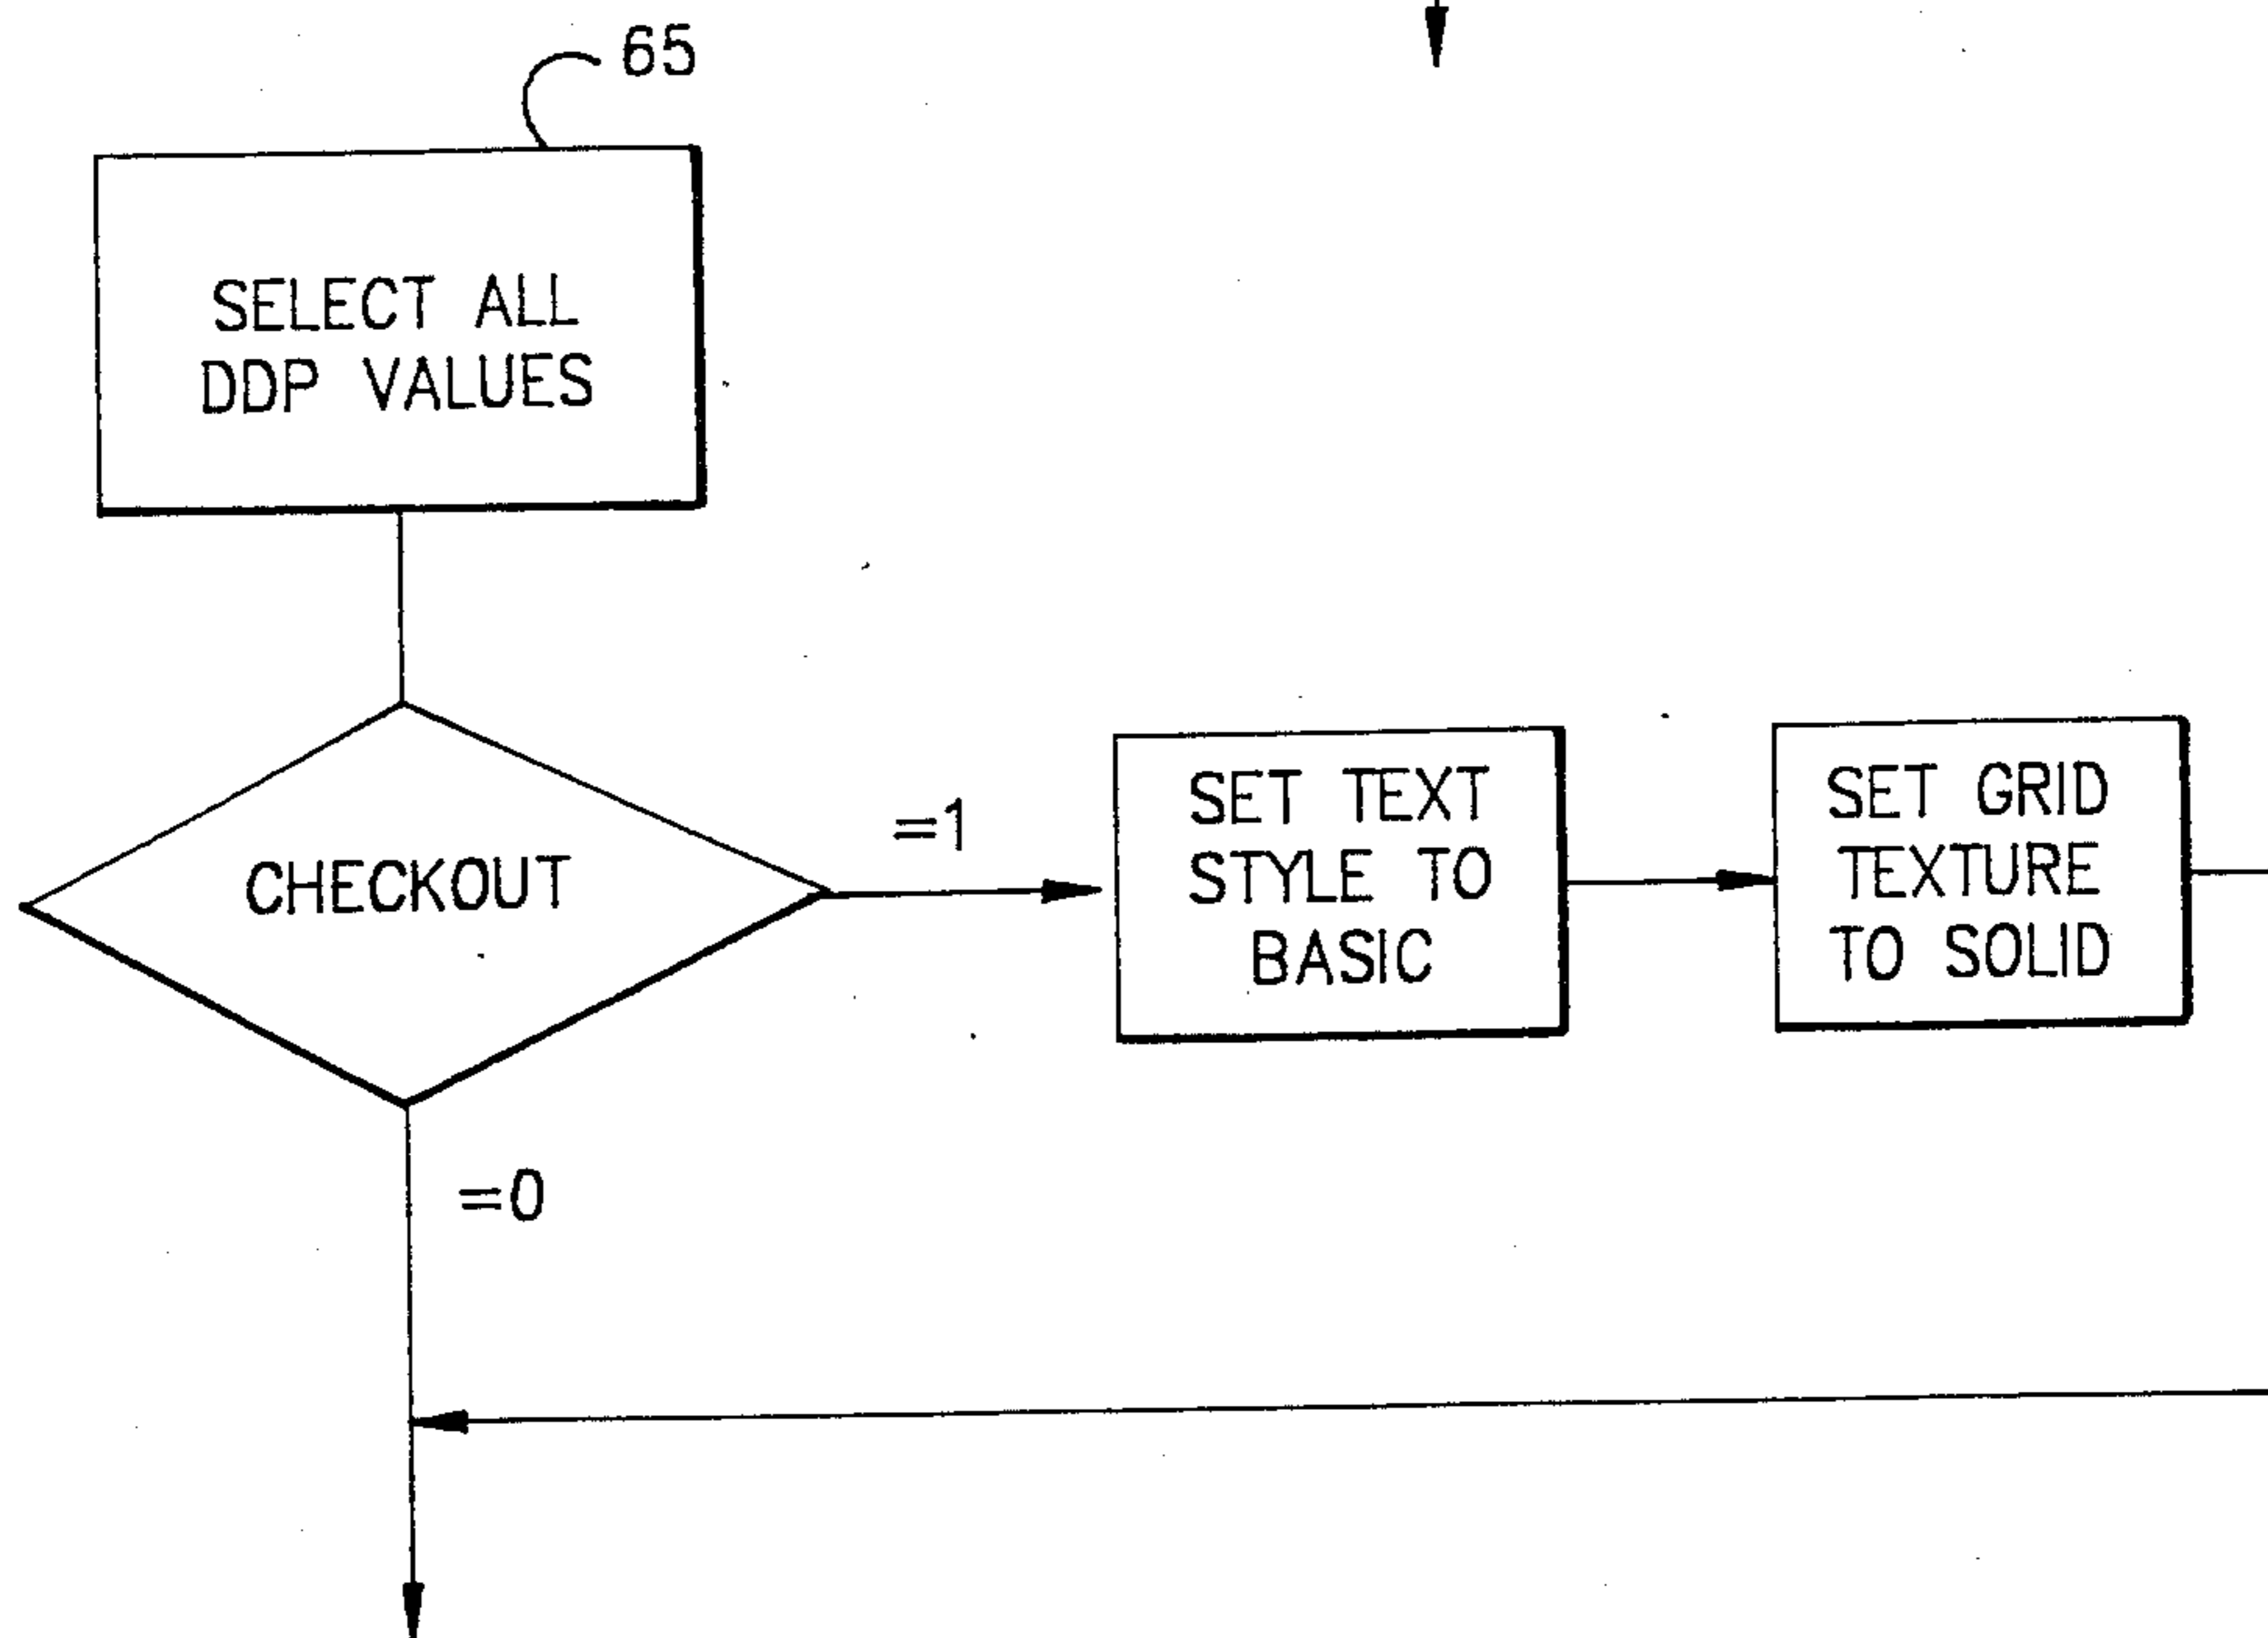 65
SELECT ALL
DDP VALUES
CHECKOUT
=1
SET TEXT
STYLE TO
BASIC
SET GRID
TEXTURE
TO SOLID
=0